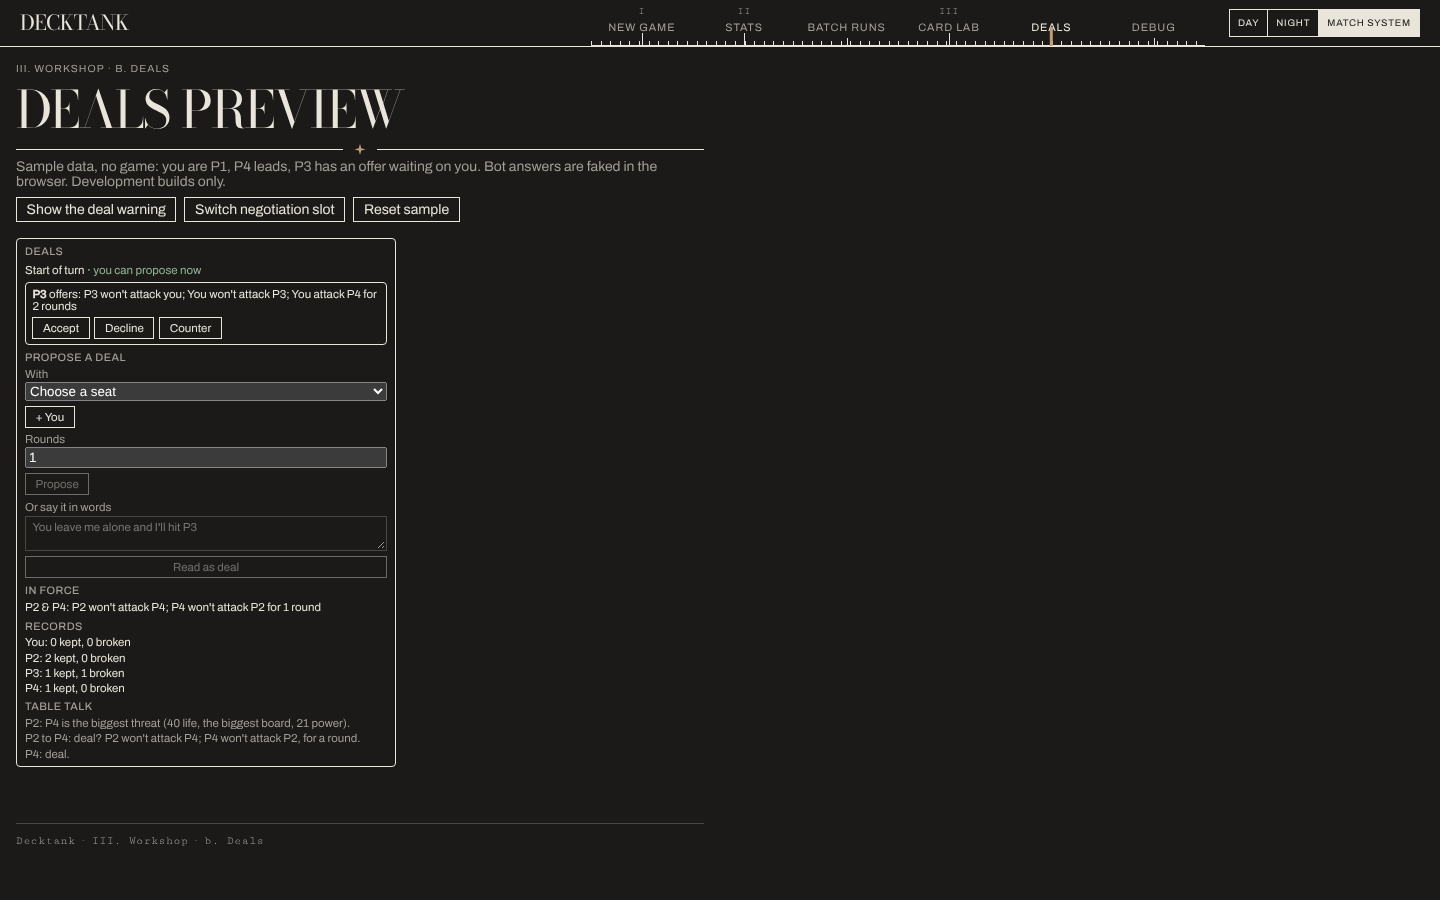 DECKTANK
I
NEW GAME
II
STATS
BATCH RUNS
III
CARD LAB
DEALS
DEBUG
DAY
NIGHT
MATCH SYSTEM
III. WORKSHOP · B. DEALS
DEALS PREVIEW
Sample data, no game: you are P1, P4 leads, P3 has an offer waiting on you. Bot answers are faked in the
browser. Development builds only.
Show the deal warning
Switch negotiation slot
Reset sample
DEALS
Start of turn · you can propose now
P3 offers: P3 won't attack you; You won't attack P3; You attack P4 for
2 rounds
Accept
Decline
Counter
PROPOSE A DEAL
With
Choose a seat
+ You
Rounds
1
Propose
Or say it in words
You leave me alone and I'll hit P3
Read as deal
IN FORCE
P2 & P4: P2 won't attack P4; P4 won't attack P2 for 1 round
RECORDS
You: 0 kept, 0 broken
P2: 2 kept, 0 broken
P3: 1 kept, 1 broken
P4: 1 kept, 0 broken
TABLE TALK
P2: P4 is the biggest threat (40 life, the biggest board, 21 power).
P2 to P4: deal? P2 won't attack P4; P4 won't attack P2, for a round.
P4: deal.
Decktank · III. Workshop · b. Deals